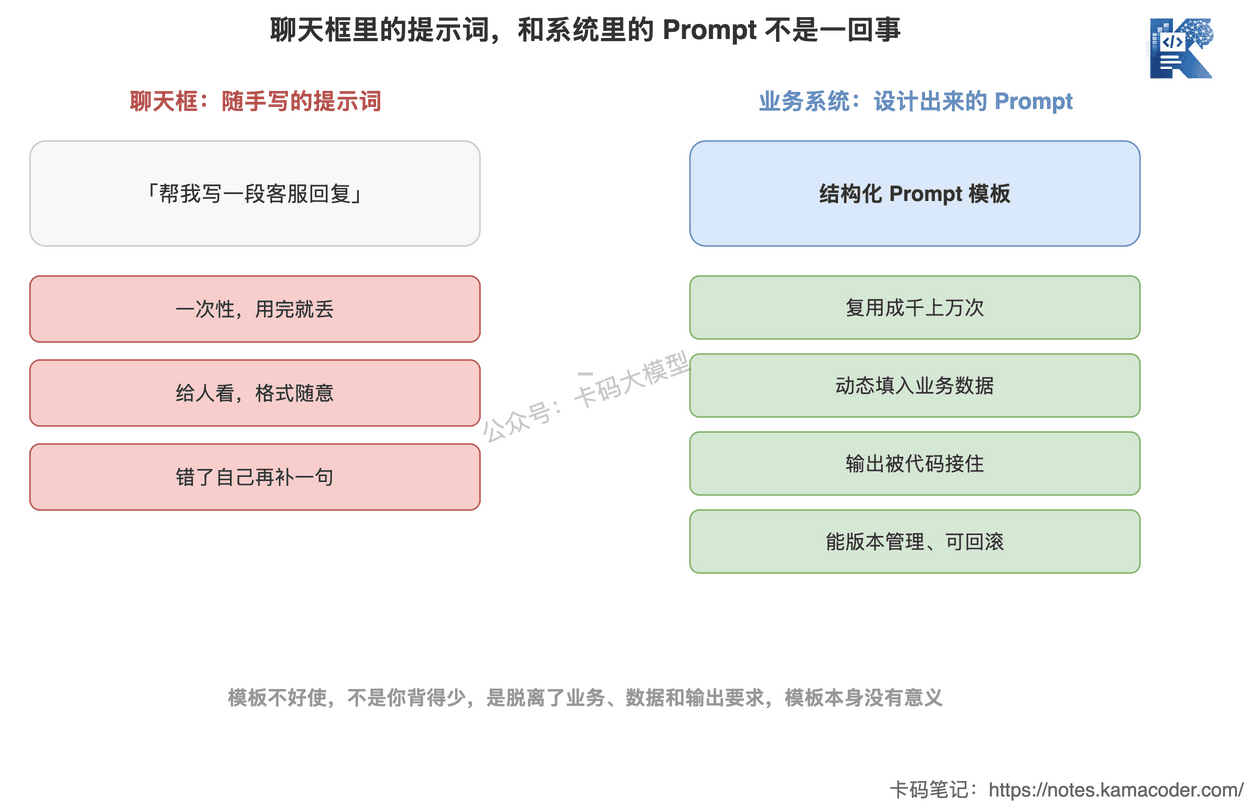 聊天框里的提示词，和系统里的 Prompt 不是一回事
</>
聊天框：随手写的提示词
「帮我写一段客服回复」
一次性，用完就丢
给人看，格式随意
错了自己再补一句
业务系统：设计出来的 Prompt
结构化 Prompt 模板
复用成千上万次
动态填入业务数据
输出被代码接住
能版本管理、可回滚
公众号：卡码大模型
模板不好使，不是你背得少，是脱离了业务、数据和输出要求，模板本身没有意义
卡码笔记：https://notes.kamacoder.com/